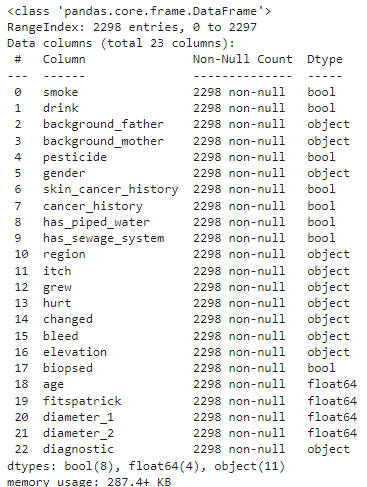 <class 'pandas.core.frame.DataFrame'>
RangeIndex: 2298 entries, 0 to 2297
Data columns (total 23 columns):
 #   Column               Non-Null Count  Dtype
---  ------               --------------  -----
 0   smoke                2298 non-null   bool
 1   drink                2298 non-null   bool
 2   background_father    2298 non-null   object
 3   background_mother    2298 non-null   object
 4   pesticide            2298 non-null   bool
 5   gender               2298 non-null   object
 6   skin_cancer_history  2298 non-null   bool
 7   cancer_history       2298 non-null   bool
 8   has_piped_water      2298 non-null   bool
 9   has_sewage_system    2298 non-null   bool
 10  region               2298 non-null   object
 11  itch                 2298 non-null   object
 12  grew                 2298 non-null   object
 13  hurt                 2298 non-null   object
 14  changed              2298 non-null   object
 15  bleed                2298 non-null   object
 16  elevation            2298 non-null   object
 17  biopsed              2298 non-null   bool
 18  age                  2298 non-null   float64
 19  fitspatrick          2298 non-null   float64
 20  diameter_1           2298 non-null   float64
 21  diameter_2           2298 non-null   float64
 22  diagnostic           2298 non-null   object
dtypes: bool(8), float64(4), object(11)
memory usage: 287.4+ KB